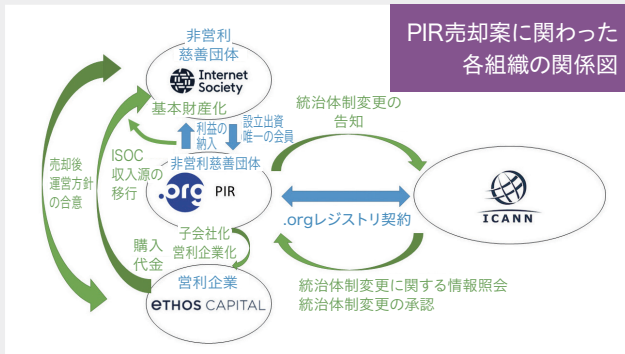 PIR売却案に関わった
各組織の関係図
非営利
慈善団体
Internet
Society
基本財産化
利益の
納入
設立出資
唯一の会員
統治体制変更の
告知
売却後
運営方針
の合意
ISOC
収入源の
移行
非営利慈善団体
.org
PIR
.orgレジストリ契約
ICANN
子会社化
営利企業化
購入
代金
営利企業
eTHOS CAPITAL
統治体制変更に関する情報照会
統治体制変更の承認